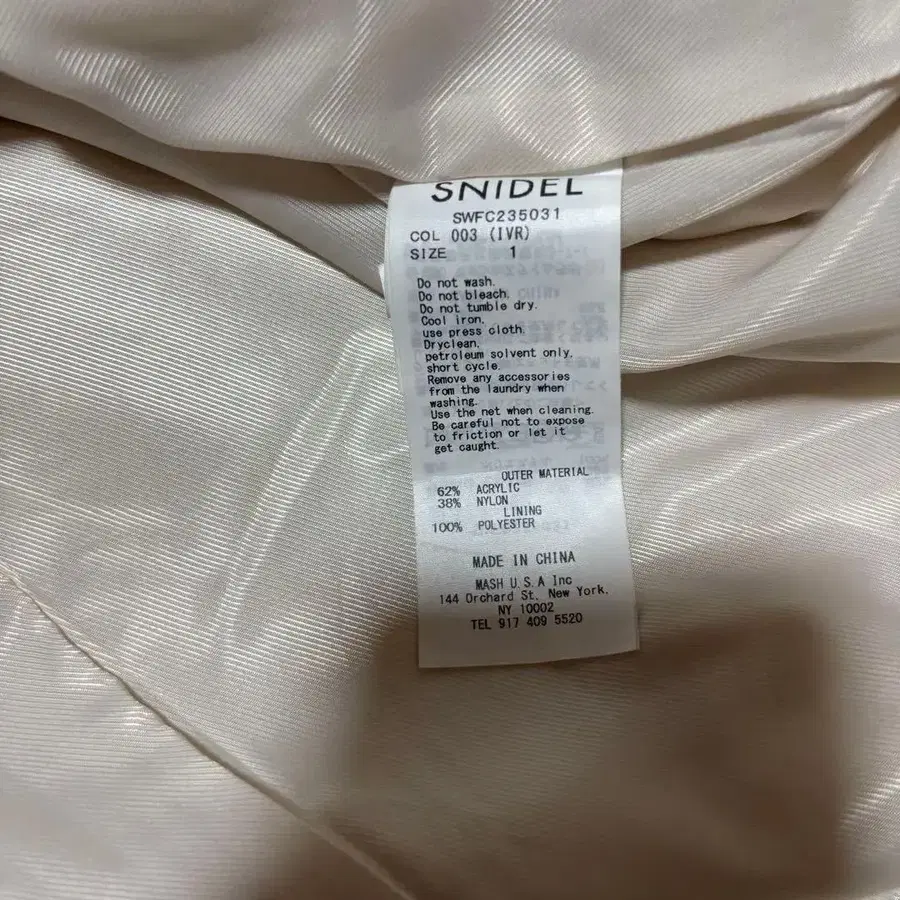 SNIDEL
SWFC235031
COL 003 (IVR)
SIZE 1
Do not wash.
Do not bleach.
Do not tumble dry.
Cool iron,
use press cloth.
Dryclean,
petroleum solvent only,
short cycle.
Remove any accessories
from the laundry when
washing.
Use the net when cleaning.
Be careful not to expose
to friction or let it
get caught.
OUTER MATERIAL
62% ACRYLIC
38% NYLON
LINING
100% POLYESTER
MADE IN CHINA
MASH U.S.A Inc
144 Orchard St. New York,
NY 10002
TEL 917 409 5520